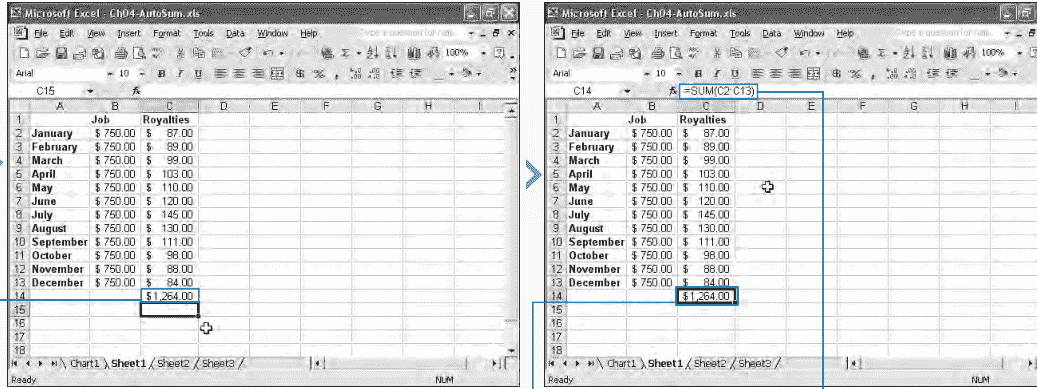 Microsoft Excel - Ch04-AutoSum.xls
File Edit View Insert Format Tools Data Window Help
100%
Arial 10 B I U $ % ,
C15 fx
A B C D E F G H I
1 Job Royalties
2 January $ 750.00 $ 87.00
3 February $ 750.00 $ 89.00
4 March $ 750.00 $ 99.00
5 April $ 750.00 $ 103.00
6 May $ 750.00 $ 110.00
7 June $ 750.00 $ 120.00
8 July $ 750.00 $ 145.00
9 August $ 750.00 $ 130.00
10 September $ 750.00 $ 111.00
11 October $ 750.00 $ 98.00
12 November $ 750.00 $ 88.00
13 December $ 750.00 $ 84.00
14 $1,264.00
15
16
17
18
Chart1 Sheet1 Sheet2 Sheet3
Ready NUM
Microsoft Excel - Ch04-AutoSum.xls
File Edit View Insert Format Tools Data Window Help
100%
Arial 10 B I U $ % ,
C14 fx =SUM(C2:C13)
A B C D E F G H I
1 Job Royalties
2 January $ 750.00 $ 87.00
3 February $ 750.00 $ 89.00
4 March $ 750.00 $ 99.00
5 April $ 750.00 $ 103.00
6 May $ 750.00 $ 110.00
7 June $ 750.00 $ 120.00
8 July $ 750.00 $ 145.00
9 August $ 750.00 $ 130.00
10 September $ 750.00 $ 111.00
11 October $ 750.00 $ 98.00
12 November $ 750.00 $ 88.00
13 December $ 750.00 $ 84.00
14 $1,264.00
15
16
17
18
Chart1 Sheet1 Sheet2 Sheet3
Ready NUM